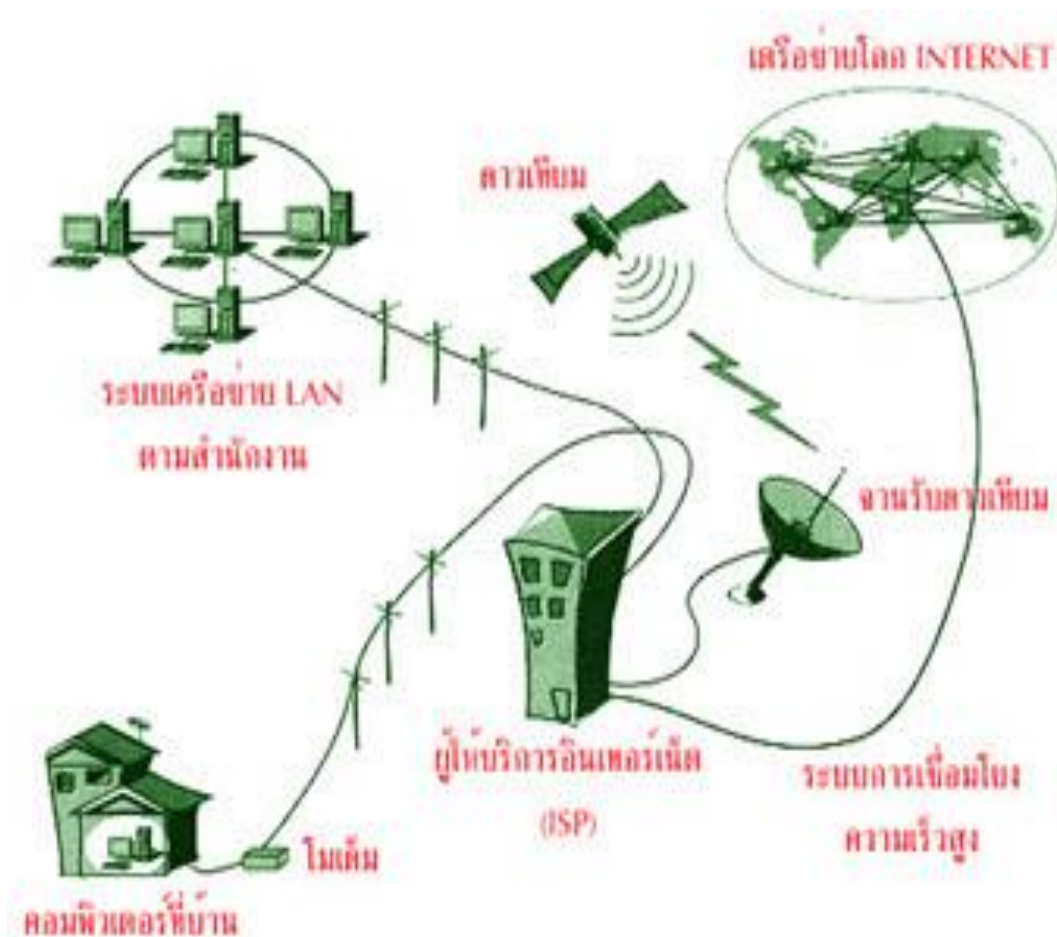 เครือข่ายโลก INTERNET
ดาวเทียม
ระบบเครือข่าย LAN
ตามสำนักงาน
จานรับดาวเทียม
ผู้ให้บริการอินเทอร์เน็ต
(ISP)
ระบบการเชื่อมโยง
ความเร็วสูง
โมเด็ม
คอมพิวเตอร์ที่บ้าน